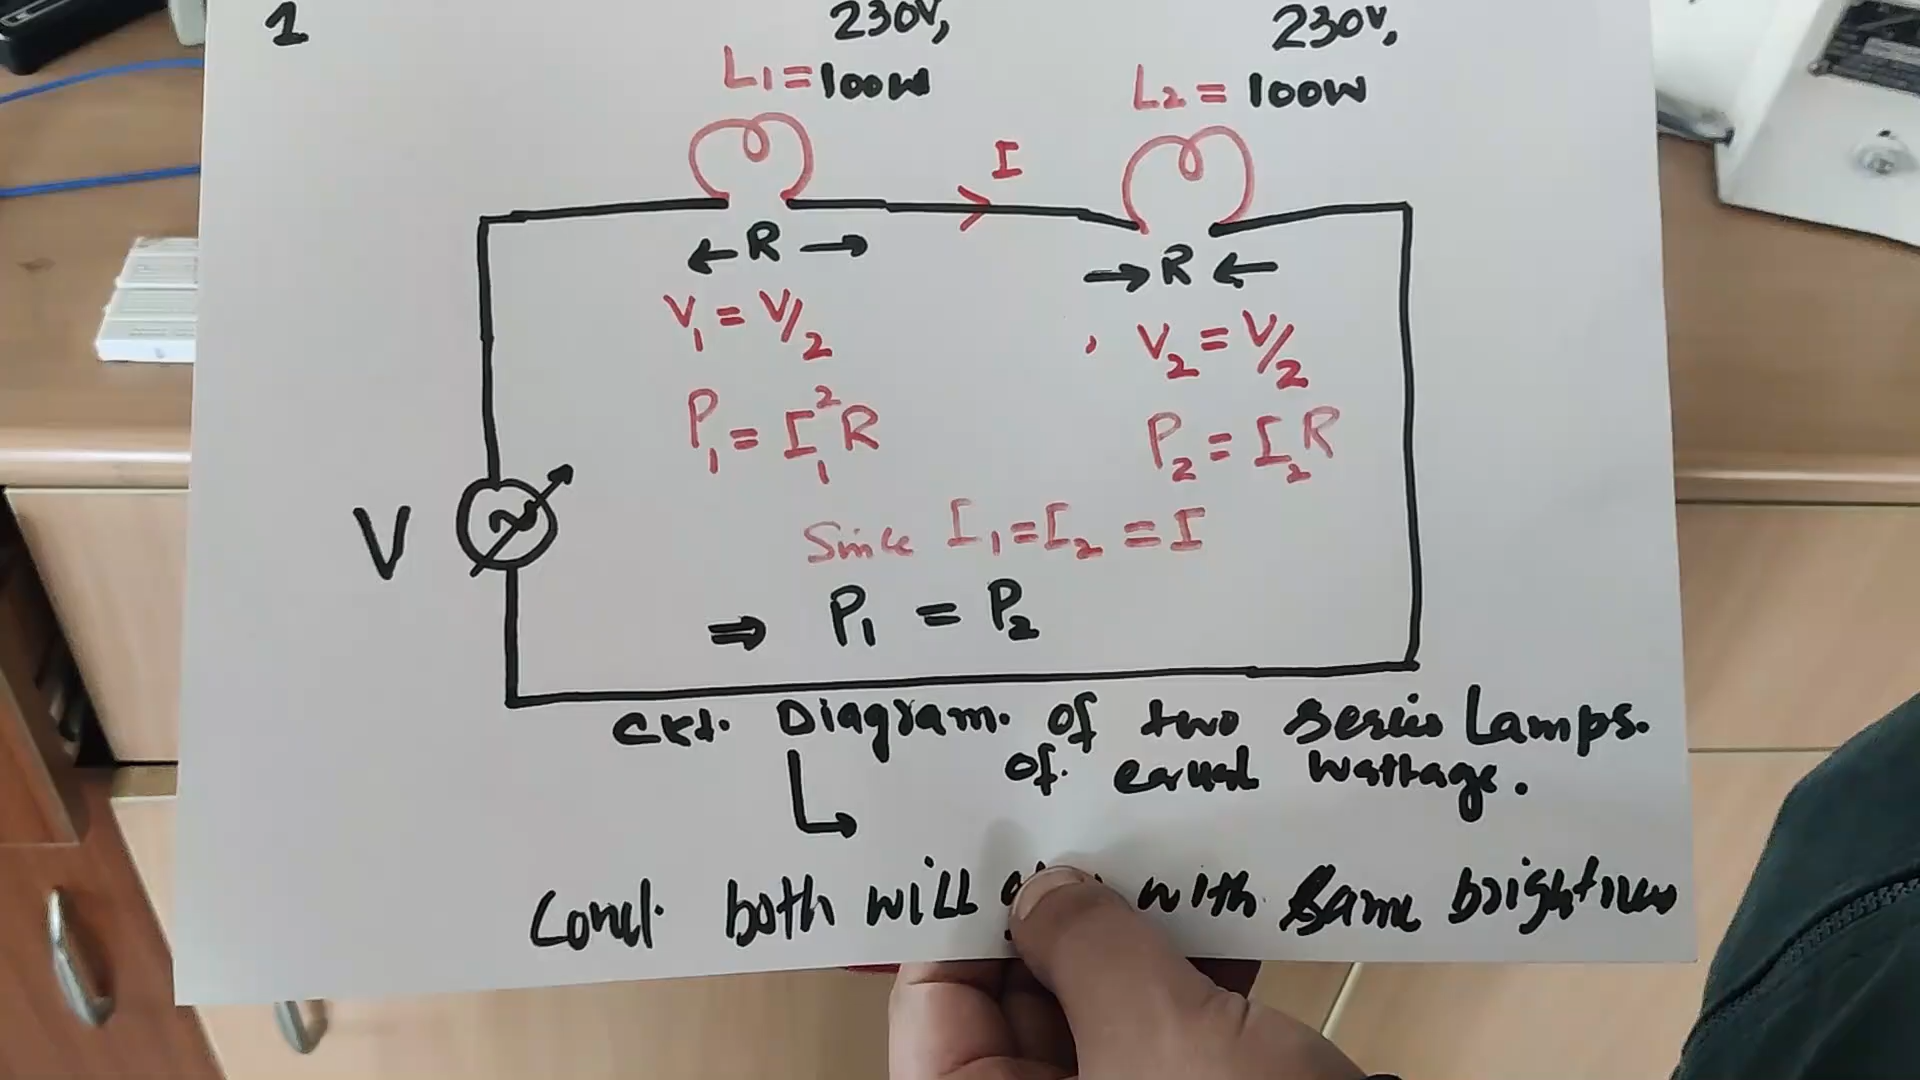 1
230V,
L1=100W
230V,
L2=100W
I
←R→
→R←
V1=V/2
V2=V/2
P1=I1²R
P2=I2R
Since I1=I2=I
⇒ P1 = P2
V
Ckt. Diagram. of two series Lamps.
of. equal wattage.
Concl. both will with same brightness